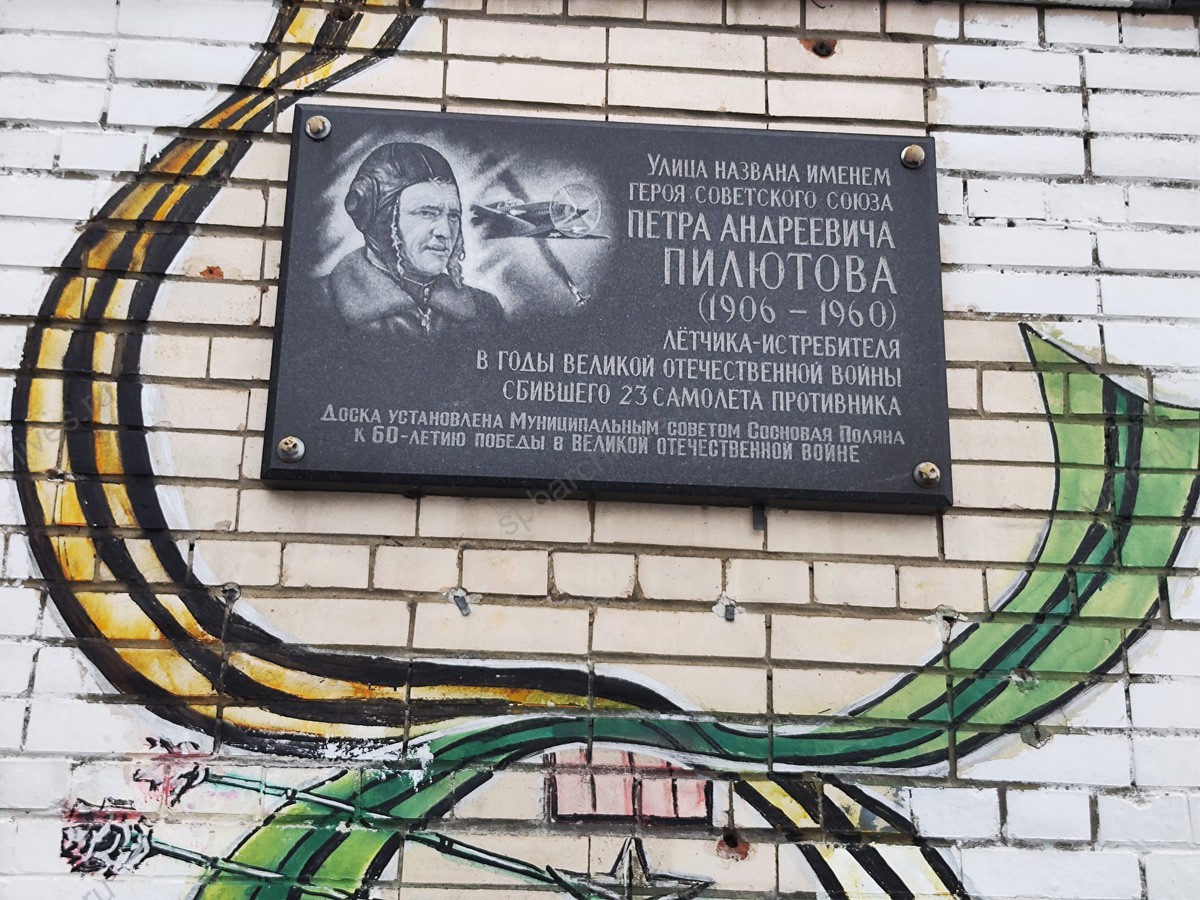 Улица названа именем
Героя Советского Союза
Петра Андреевича
Пилютова
(1906 – 1960)
лётчика-истребителя
в годы Великой Отечественной войны
сбившего 23 самолета противника
Доска установлена Муниципальным советом Сосновая Поляна
к 60-летию победы в Великой Отечественной войне